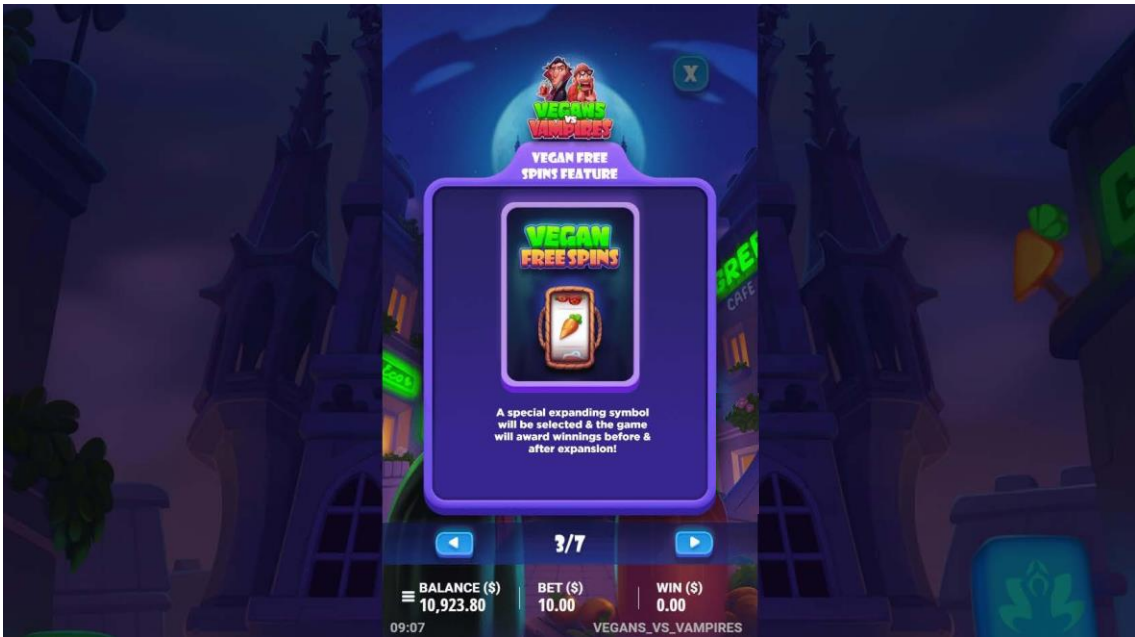 X
VEGANS
VS
VAMPIRES
VEGAN FREE
SPINS FEATURE
VEGAN
FREE SPINS
A special expanding symbol
will be selected & the game
will award winnings before &
after expansion!
GREE
CAFE
3/7
BALANCE ($)
10,923.80
BET ($)
10.00
WIN ($)
0.00
09:07
VEGANS_VS_VAMPIRES